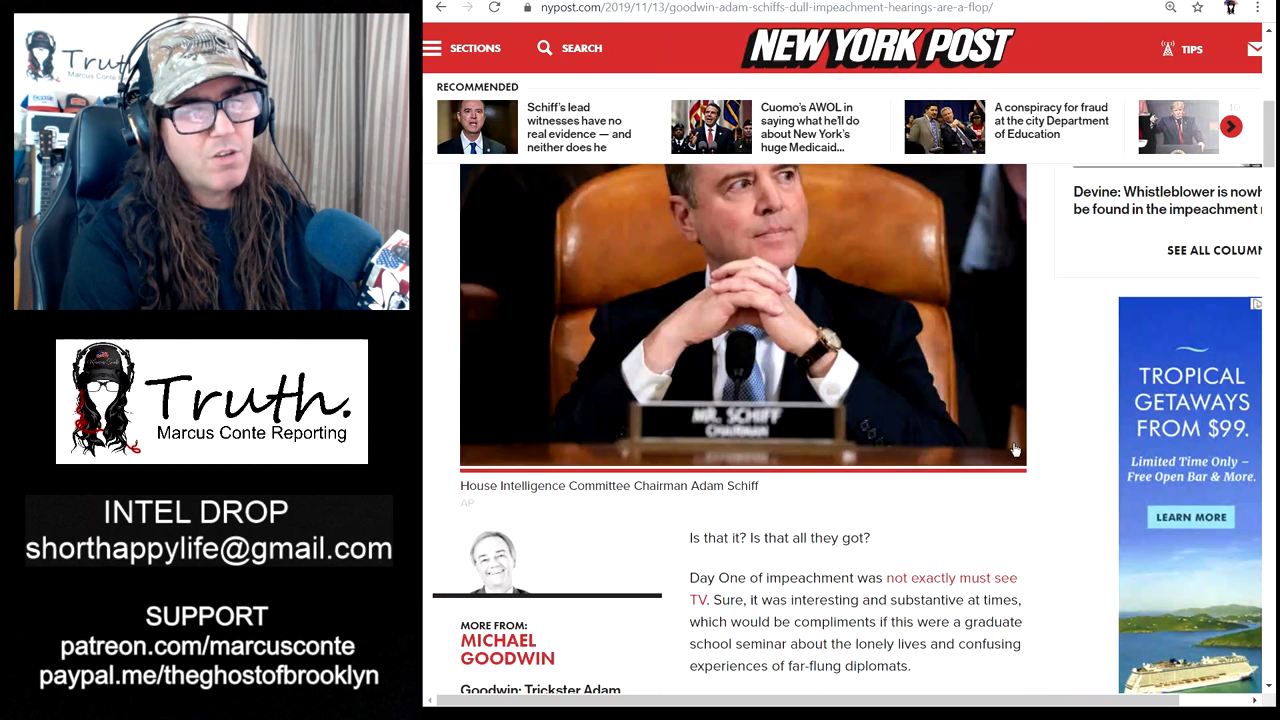 Truth
Marcus Conte
Truth.
Marcus Conte Reporting
INTEL DROP
shorthappylife@gmail.com
SUPPORT
patreon.com/marcusconte
paypal.me/theghostofbrooklyn
nypost.com/2019/11/13/goodwin-adam-schiffs-dull-impeachment-hearings-are-a-flop/
SECTIONS
SEARCH
NEW YORK POST
TIPS
RECOMMENDED
Schiff's lead
witnesses have no
real evidence — and
neither does he
Cuomo's AWOL in
saying what he'll do
about New York's
huge Medicaid...
A conspiracy for fraud
at the city Department
of Education
MR. SCHIFF
Chairman
House Intelligence Committee Chairman Adam Schiff
AP
MORE FROM:
MICHAEL
GOODWIN
Goodwin: Trickster Adam
Is that it? Is that all they got?
Day One of impeachment was not exactly must see
TV. Sure, it was interesting and substantive at times,
which would be compliments if this were a graduate
school seminar about the lonely lives and confusing
experiences of far-flung diplomats.
Devine: Whistleblower is nowh
be found in the impeachment
SEE ALL COLUMN
TROPICAL
GETAWAYS
FROM $99.
Limited Time Only –
Free Open Bar & More.
LEARN MORE